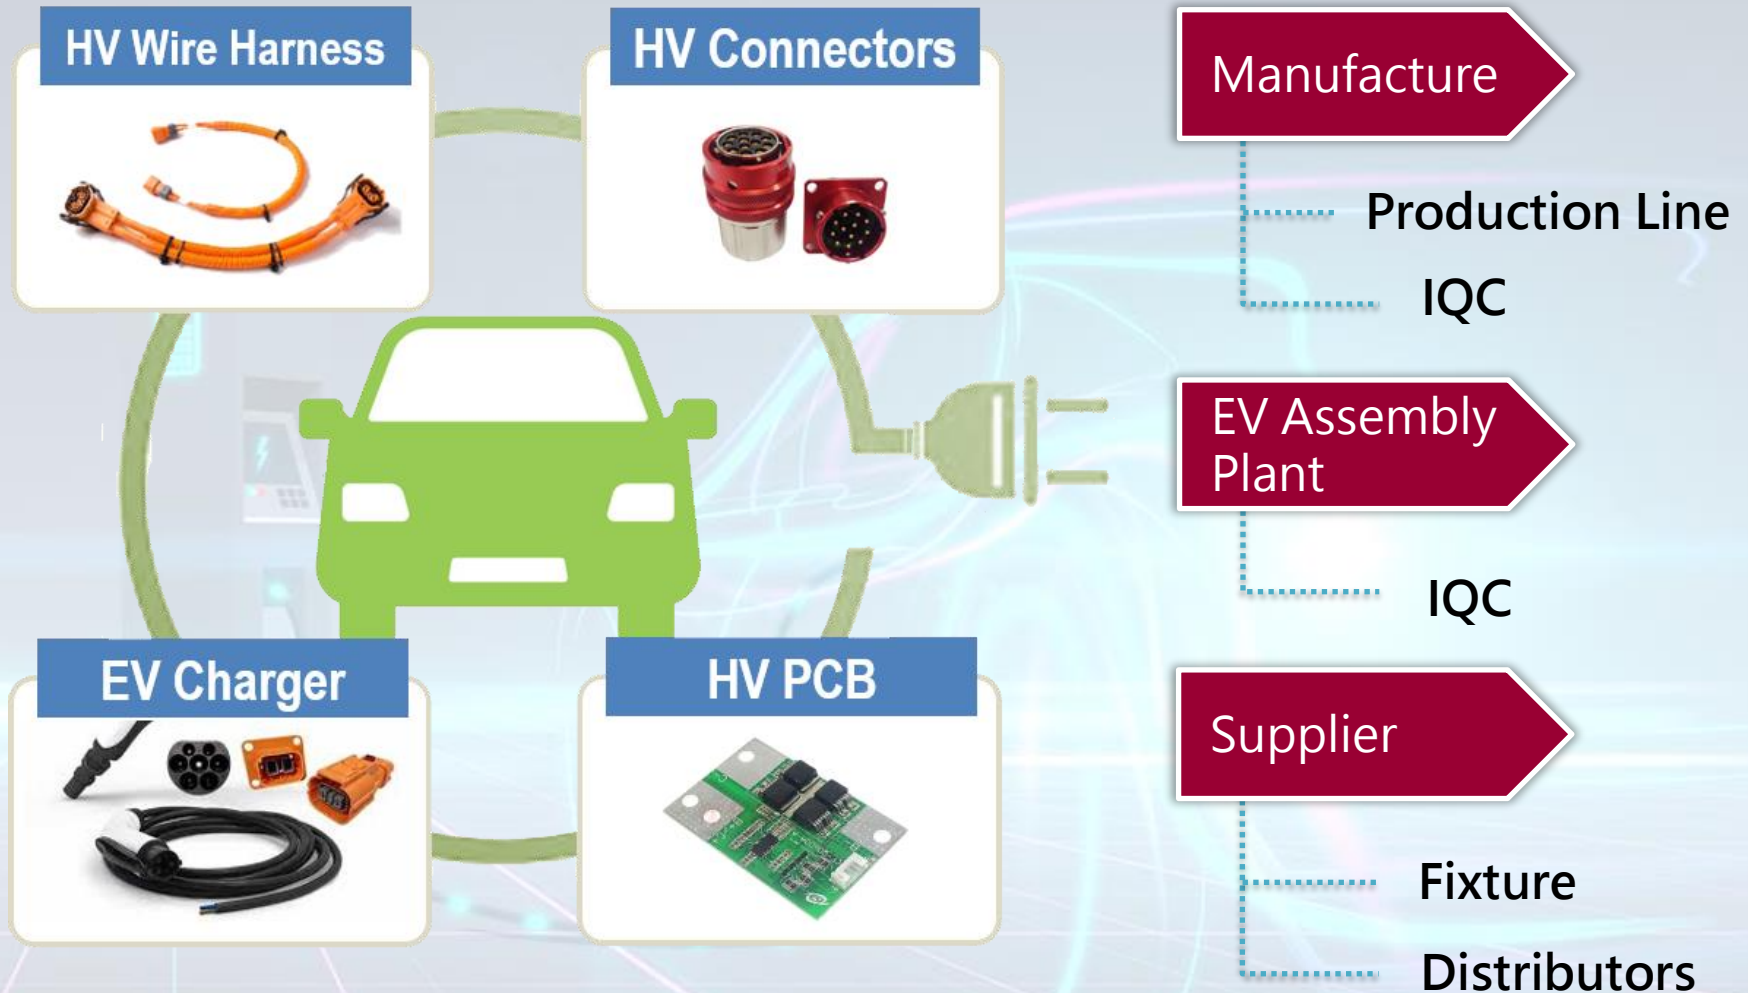 HV Wire Harness
HV Connectors
EV Charger
HV PCB
Manufacture
Production Line
IQC
EV Assembly
Plant
IQC
Supplier
Fixture
Distributors